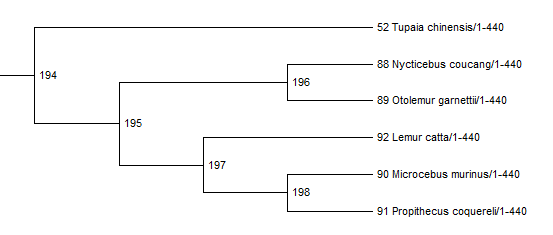 52 Tupaia chinensis/1-440
88 Nycticebus coucang/1-440
194
196
89 Otolemur garnettii/1-440
195
92 Lemur catta/1-440
197
90 Microcebus murinus/1-440
198
91 Propithecus coquereli/1-440